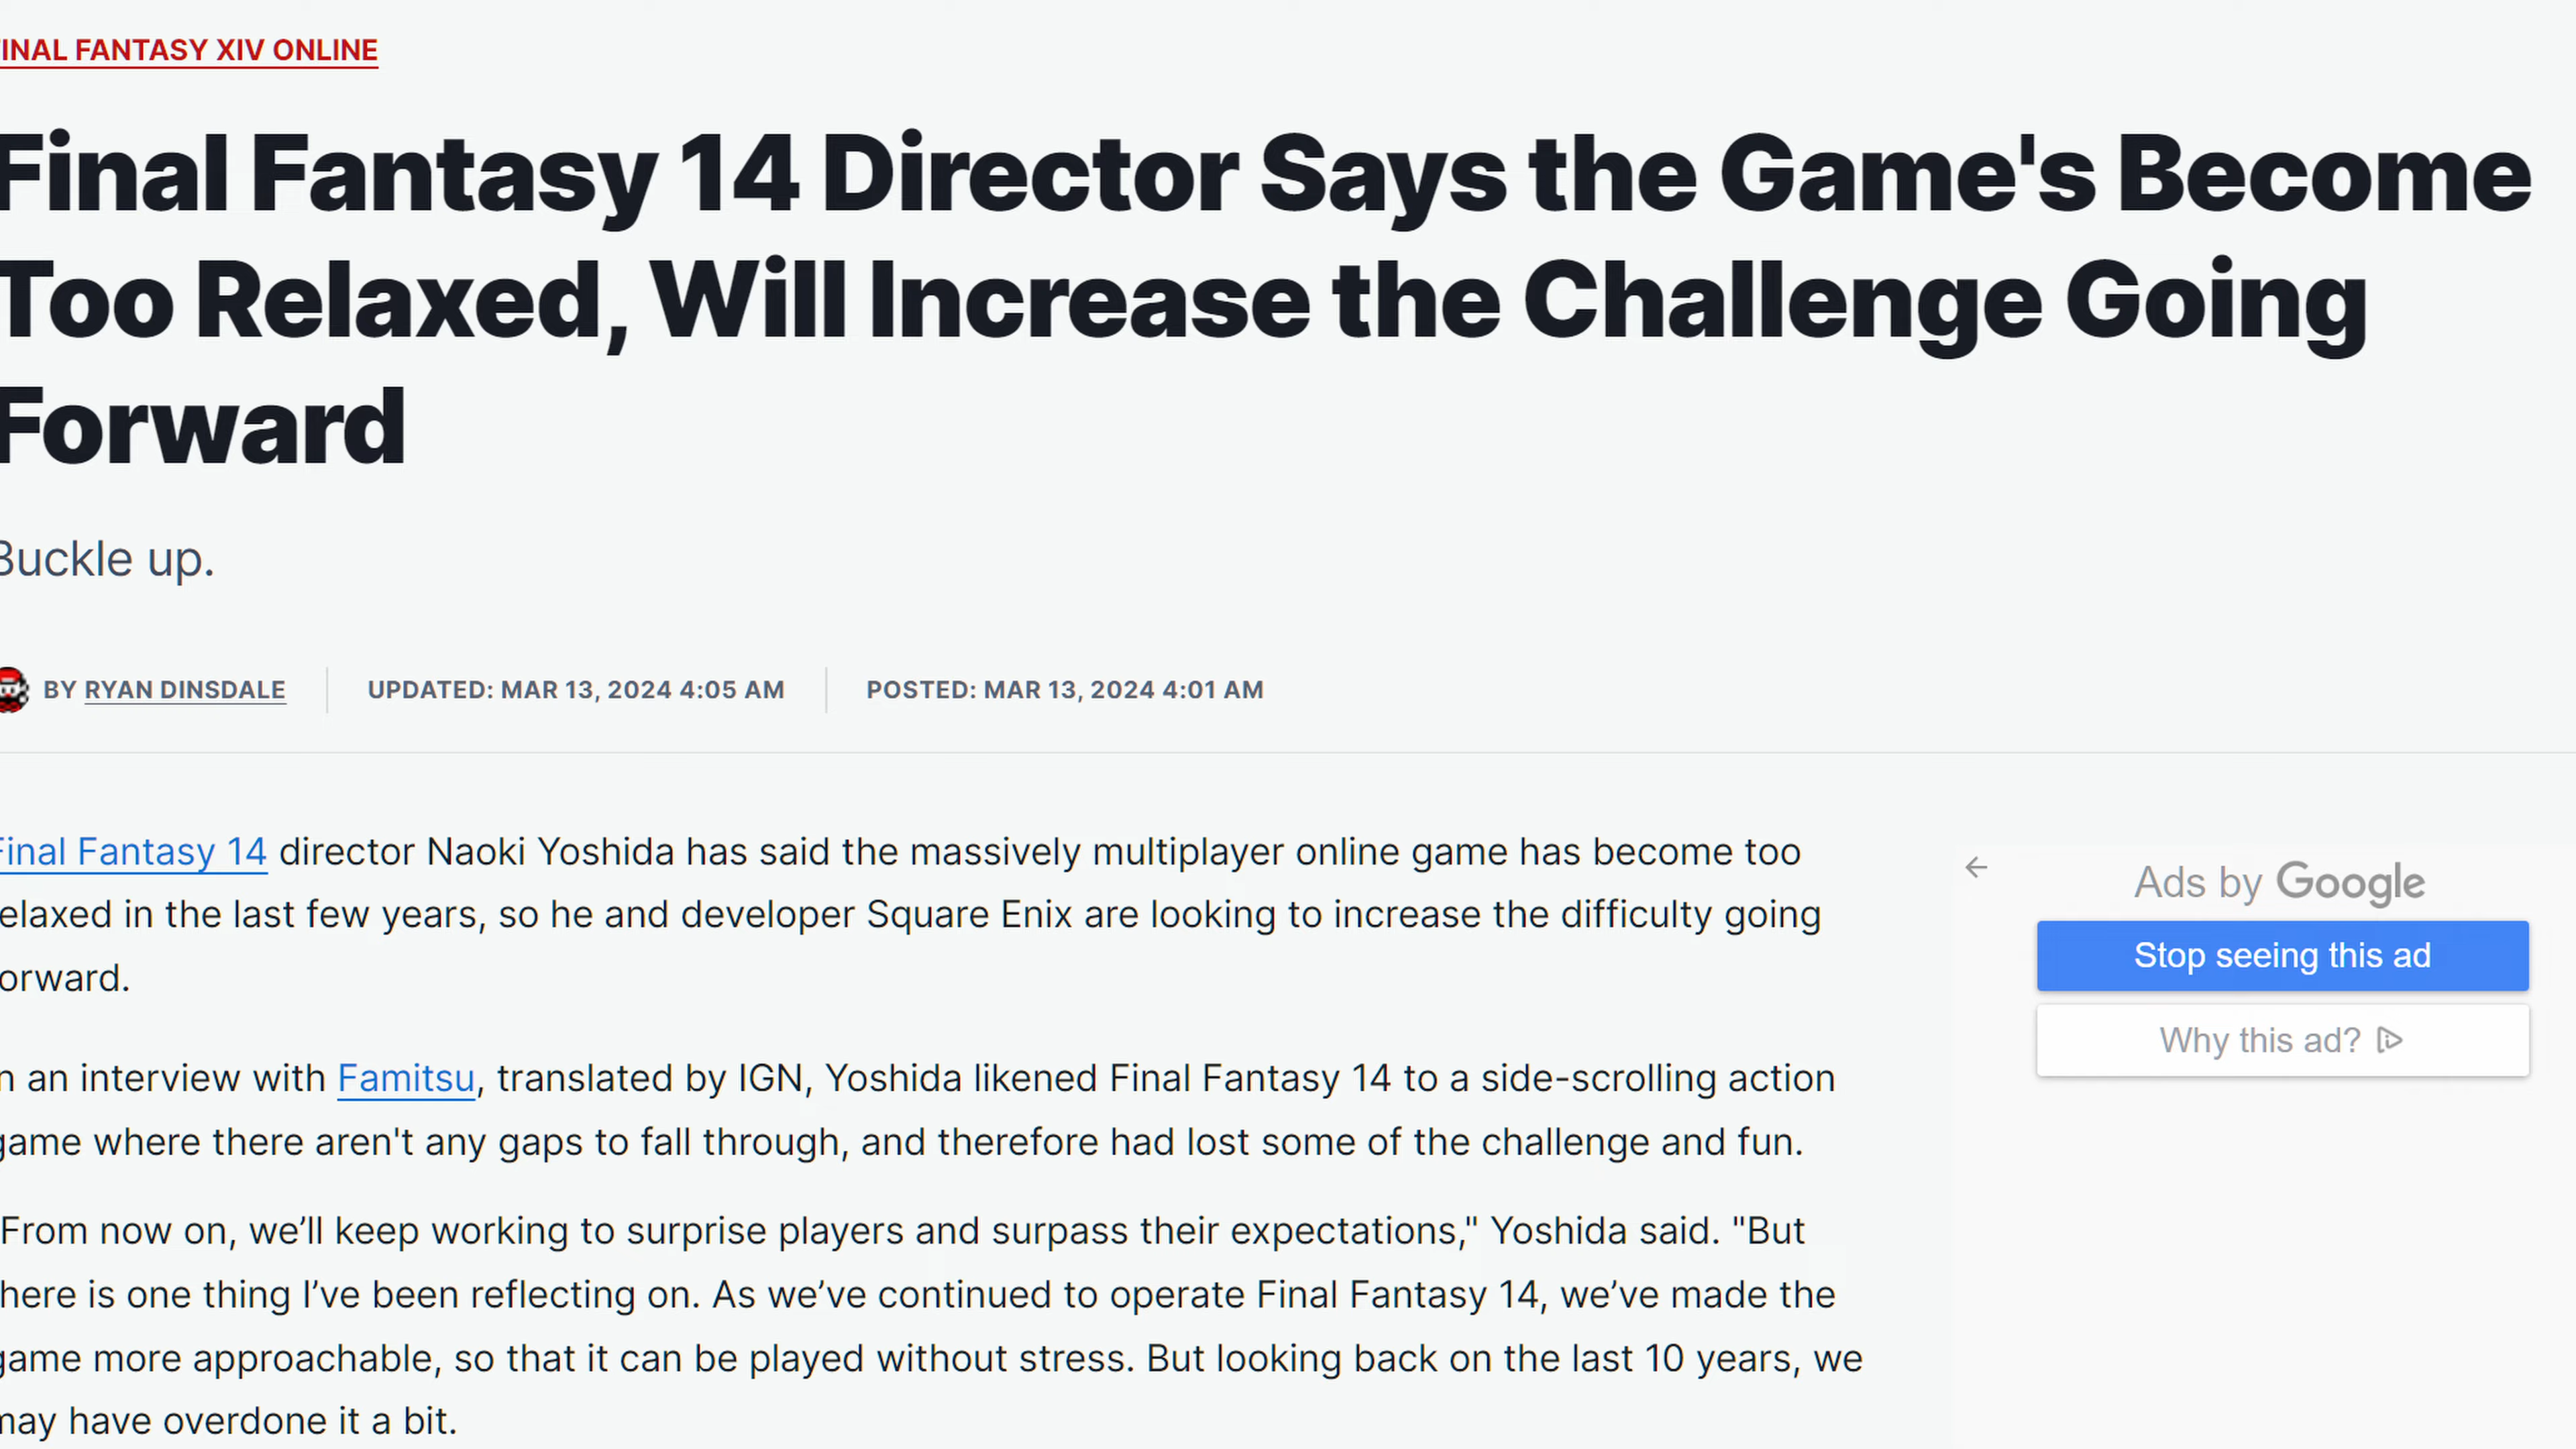 FINAL FANTASY XIV ONLINE
Final Fantasy 14 Director Says the Game's Become
Too Relaxed, Will Increase the Challenge Going
Forward
Buckle up.
BY RYAN DINSDALE
UPDATED: MAR 13, 2024 4:05 AM
POSTED: MAR 13, 2024 4:01 AM
Final Fantasy 14 director Naoki Yoshida has said the massively multiplayer online game has become too
relaxed in the last few years, so he and developer Square Enix are looking to increase the difficulty going
forward.
In an interview with Famitsu, translated by IGN, Yoshida likened Final Fantasy 14 to a side-scrolling action
game where there aren't any gaps to fall through, and therefore had lost some of the challenge and fun.
"From now on, we’ll keep working to surprise players and surpass their expectations," Yoshida said. "But
there is one thing I’ve been reflecting on. As we’ve continued to operate Final Fantasy 14, we’ve made the
game more approachable, so that it can be played without stress. But looking back on the last 10 years, we
may have overdone it a bit.
Ads by Google
Stop seeing this ad
Why this ad?